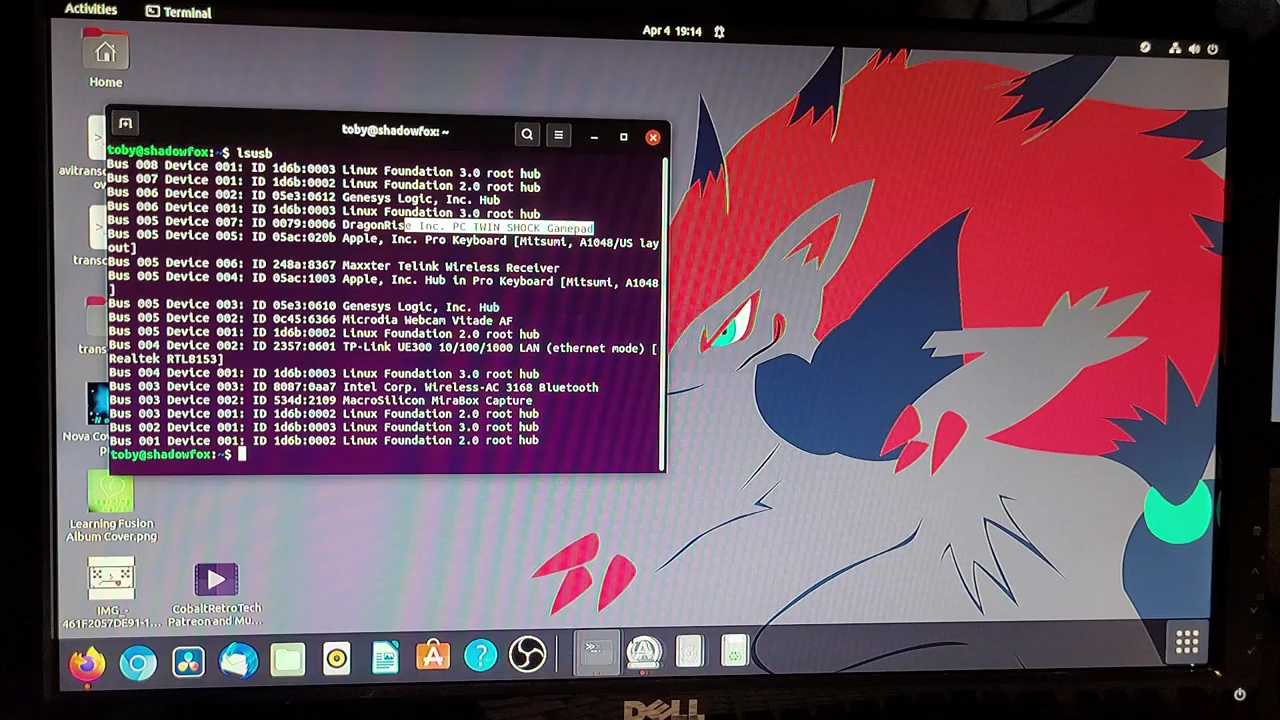 Activities
Terminal
Apr 4 19:14
Home
toby@shadowfox: ~
toby@shadowfox:~$ lsusb
Bus 008 Device 001: ID 1d6b:0003 Linux Foundation 3.0 root hub
Bus 007 Device 001: ID 1d6b:0002 Linux Foundation 2.0 root hub
Bus 006 Device 002: ID 05e3:0612 Genesys Logic, Inc. Hub
Bus 006 Device 001: ID 1d6b:0003 Linux Foundation 3.0 root hub
Bus 005 Device 007: ID 0079:0006 DragonRise Inc. PC TWIN SHOCK Gamepad
Bus 005 Device 005: ID 05ac:020b Apple, Inc. Pro Keyboard [Mitsumi, A1048/US lay
out]
Bus 005 Device 006: ID 248a:8367 Maxxter Telink Wireless Receiver
Bus 005 Device 004: ID 05ac:1003 Apple, Inc. Hub in Pro Keyboard [Mitsumi, A1048
]
Bus 005 Device 003: ID 05e3:0610 Genesys Logic, Inc. Hub
Bus 005 Device 002: ID 0c45:6366 Microdia Webcam Vitade AF
Bus 005 Device 001: ID 1d6b:0002 Linux Foundation 2.0 root hub
Bus 004 Device 002: ID 2357:0601 TP-Link UE300 10/100/1000 LAN (ethernet mode) [
Realtek RTL8153]
Bus 004 Device 001: ID 1d6b:0003 Linux Foundation 3.0 root hub
Bus 003 Device 003: ID 8087:0aa7 Intel Corp. Wireless-AC 3168 Bluetooth
Bus 003 Device 002: ID 534d:2109 MacroSilicon MiraBox Capture
Bus 003 Device 001: ID 1d6b:0002 Linux Foundation 2.0 root hub
Bus 002 Device 001: ID 1d6b:0003 Linux Foundation 3.0 root hub
Bus 001 Device 001: ID 1d6b:0002 Linux Foundation 2.0 root hub
toby@shadowfox:~$
avitrans
ov
transc
trans
Nova Co
P
Learning Fusion
Album Cover.png
IMG_-
461F2057DE91-1...
CobaltRetroTech
Patreon and Mu...
DELL